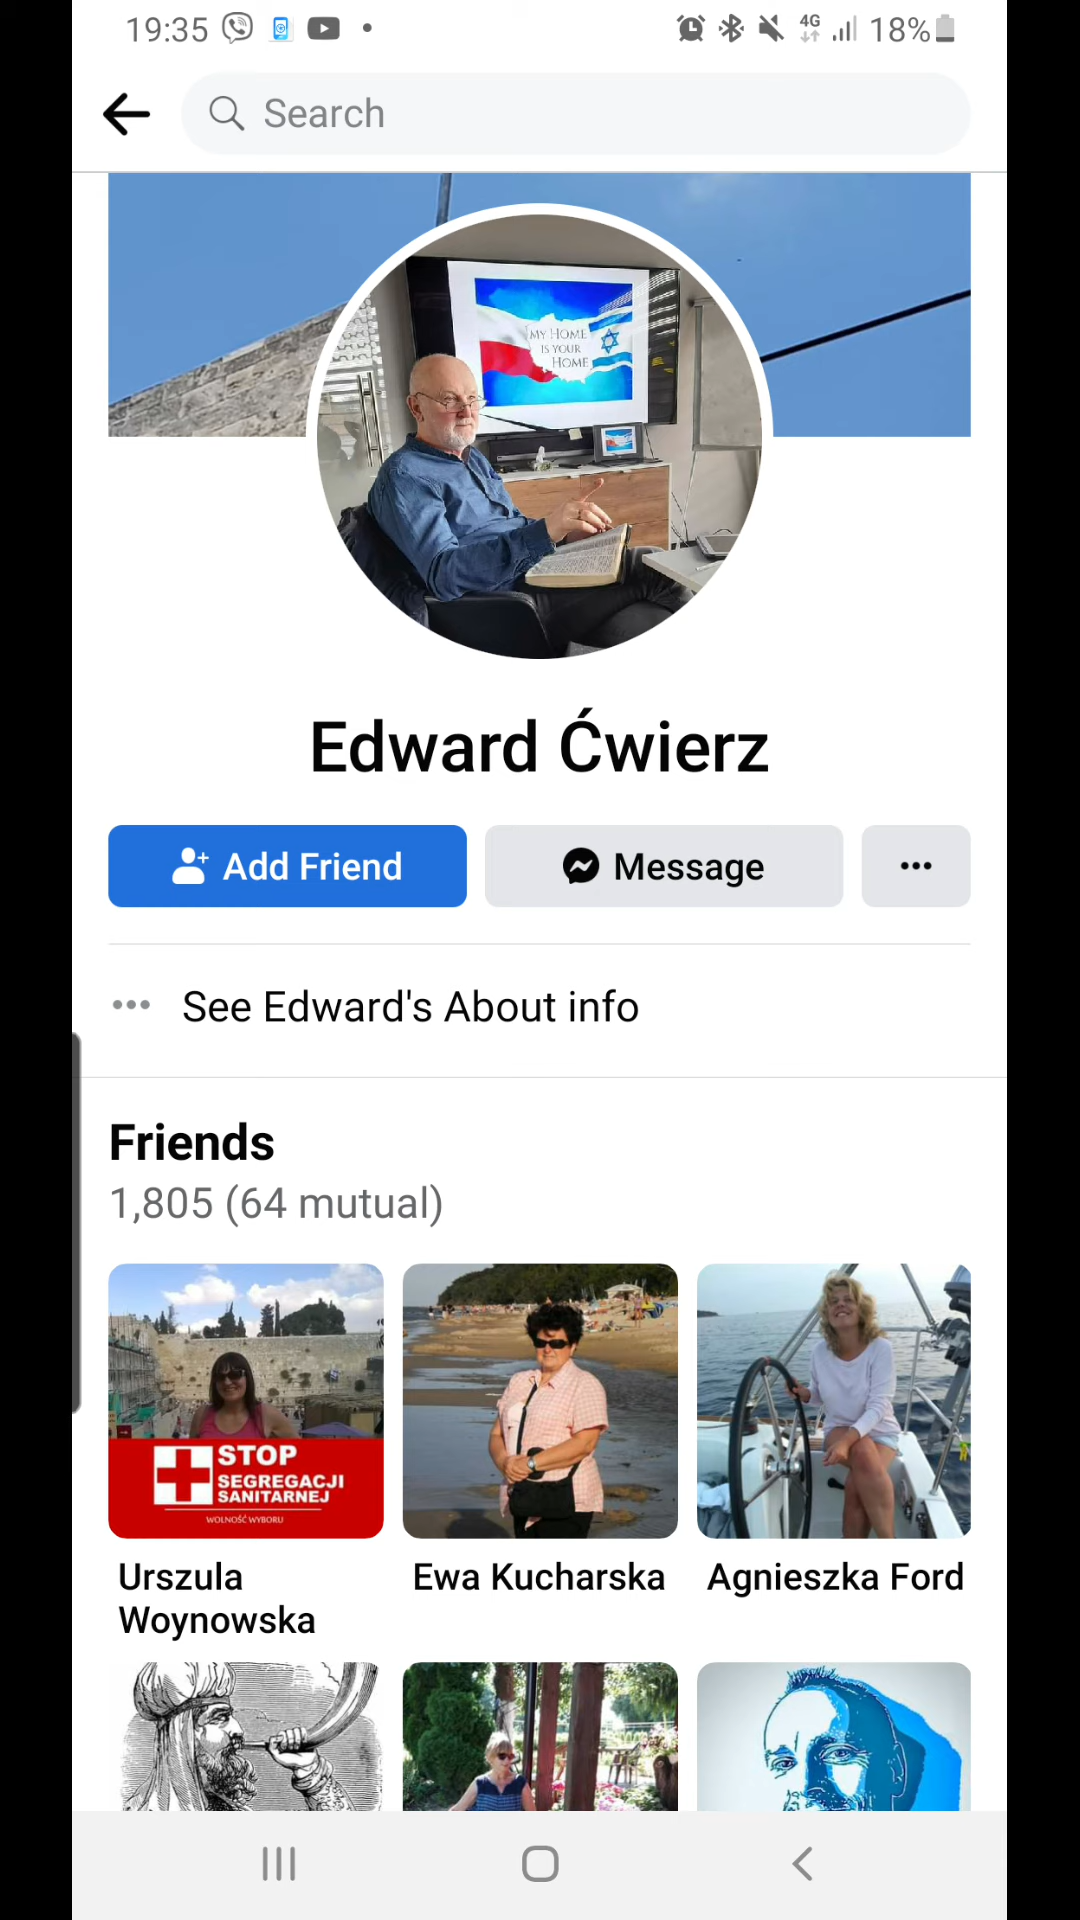 19:35
4G
18%
Search
MY HOME
IS YOUR
HOME
Edward Ćwierz
Add Friend
Message
See Edward's About info
Friends
1,805 (64 mutual)
STOP
SEGREGACJI
SANITARNEJ
WOLNOŚĆ WYBORU
Urszula
Woynowska
Ewa Kucharska
Agnieszka Ford